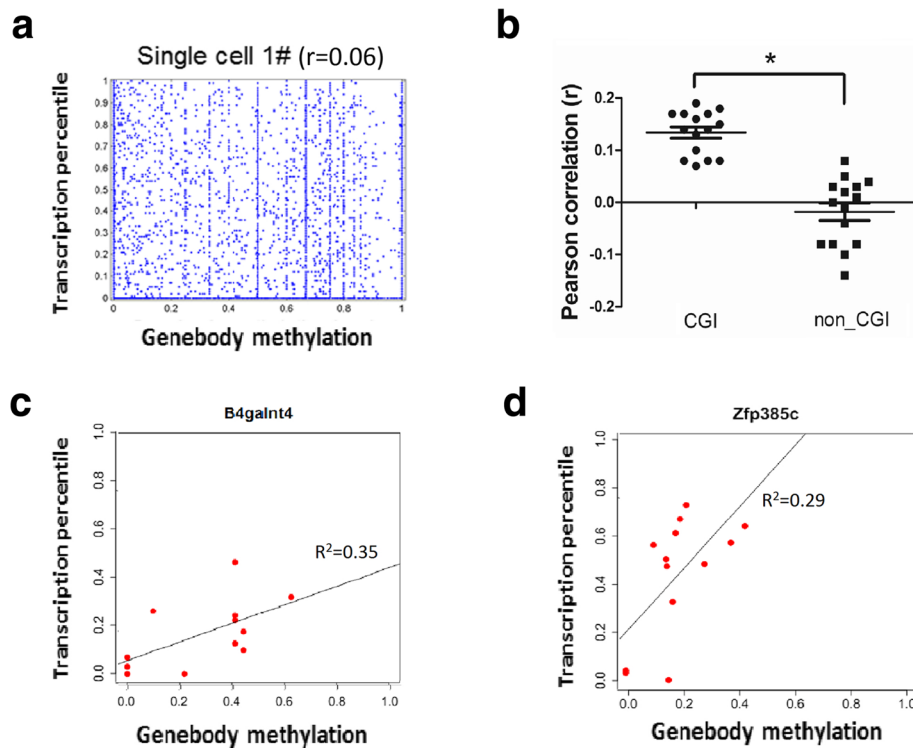 a
Single cell 1# (r=0.06)
Transcription percentile
1
0.9
0.8
0.7
0.6
0.5
0.4
0.3
0.2
0.1
0
0 0.2 0.4 0.6 0.8 1
Genebody methylation
b
*
Pearson correlation (r)
0.2
0.1
0.0
-0.1
-0.2
CGI non_CGI
c
B4galnt4
Transcription percentile
1.0
0.8
0.6
0.4
0.2
0.0
R²=0.35
0.0 0.2 0.4 0.6 0.8 1.0
Genebody methylation
d
Zfp385c
Transcription percentile
1.0
0.8
0.6
0.4
0.2
0.0
R²=0.29
0.0 0.2 0.4 0.6 0.8 1.0
Genebody methylation